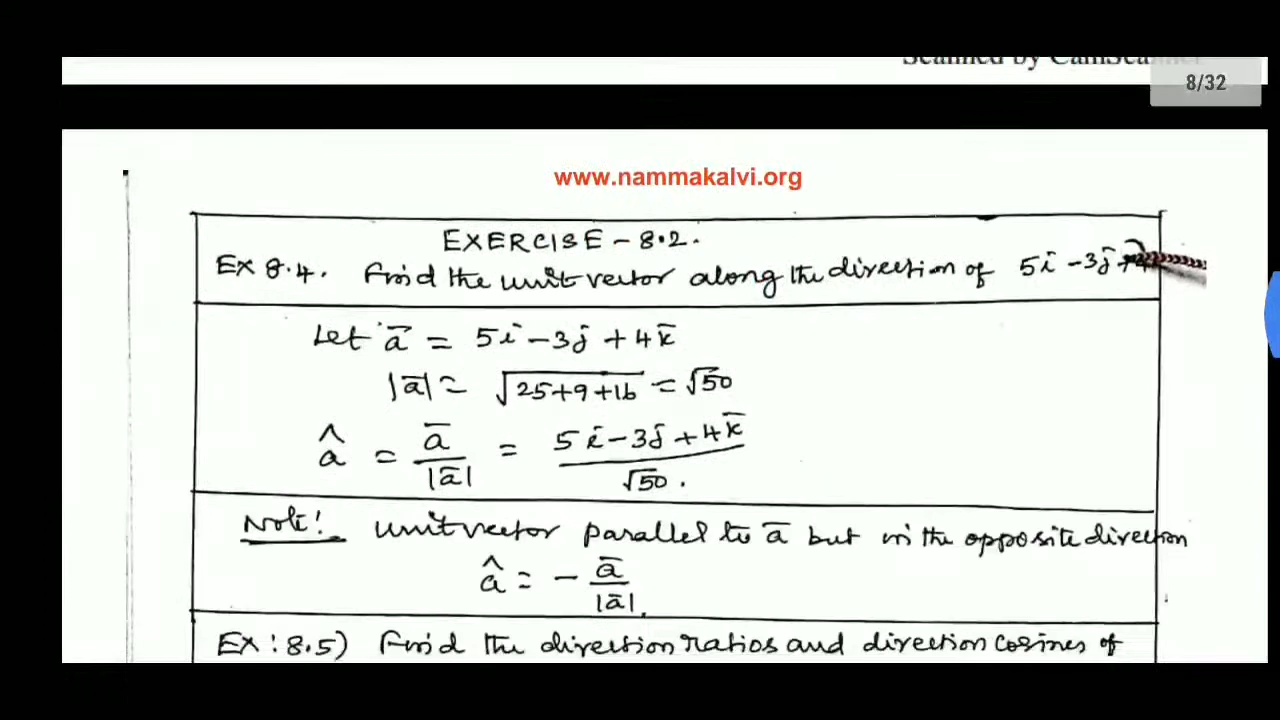 Scanned by CamScanner
8/32
www.nammakalvi.org
EXERCISE - 8.2.
Ex 8.4. Find the unit vector along the direction of 5i - 3j +
Let a̅ = 5i - 3j + 4k̅
|a̅| = √25+9+16 = √50
â = a̅/|a̅| = 5i - 3j + 4k̅/√50.
Note! unit vector parallel to a̅ but in the opposite direction
â = - a̅/|a̅|.
Ex: 8.5) Find the direction ratios and direction cosines of